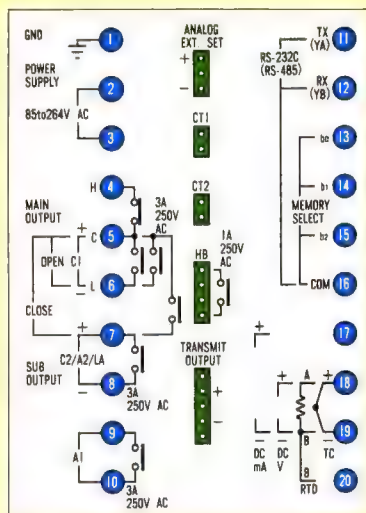 GND
1
POWER
SUPPLY
2
85to264V AC
3
H
4
3A
250V
AC
MAIN
OUTPUT
+
C
5
OPEN
C1
−
L
6
CLOSE
7
+
C2/A2/LA
SUB
OUTPUT
−
8
3A
250V AC
9
A1
10
3A
250V AC
ANALOG
EXT. SET
+
−
CT1
CT2
HB
1A
250V
AC
TRANSMIT
OUTPUT
+
−
TX
(YA)
11
RS-232C
(RS-485)
RX
(YB)
12
13
b1
14
MEMORY
SELECT
b2
15
COM
16
+
17
+
+
A
+
18
−
−
B
−
19
DC
mA
DC
V
TC
B
RTD
20